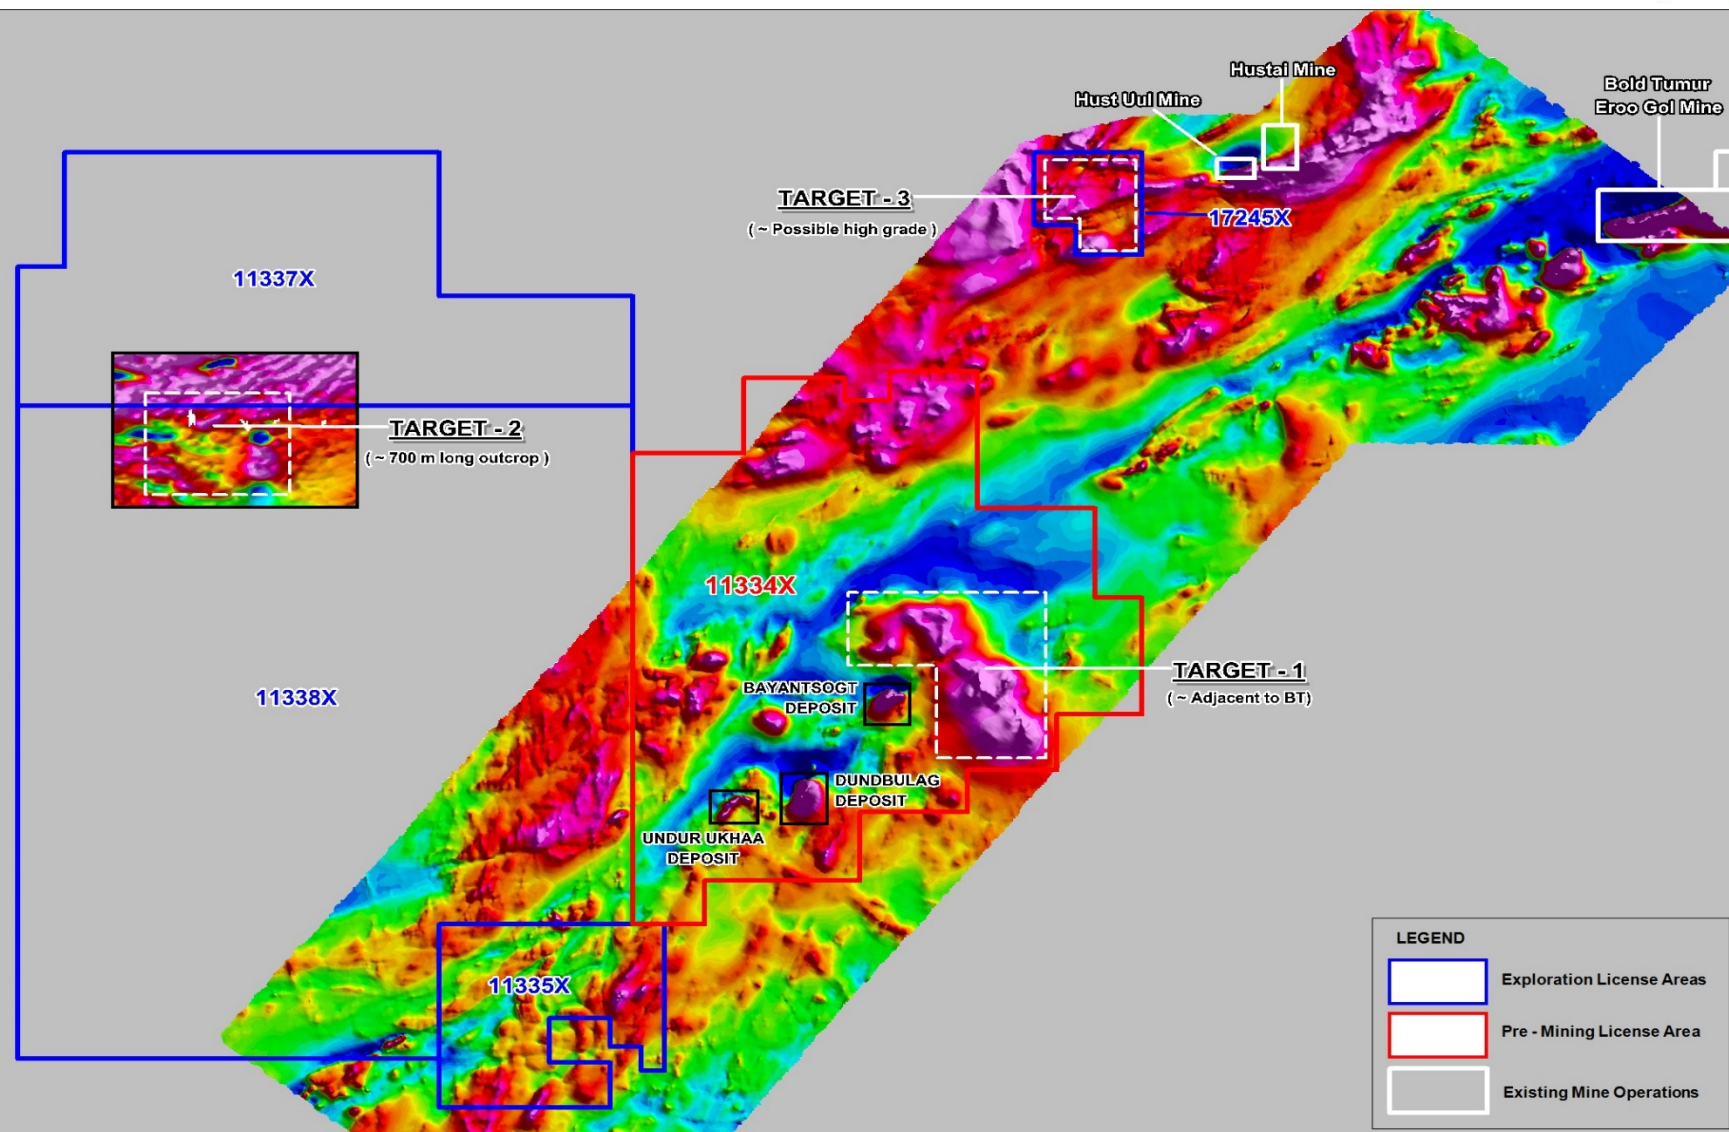 Hustai Mine
Hust Uul Mine
Bold Tumur
Eroo Gol Mine
TARGET - 3
( ~ Possible high grade )
17245X
11337X
TARGET - 2
( ~ 700 m long outcrop )
11334X
11338X
TARGET - 1
( ~ Adjacent to BT)
BAYANTSOGT
DEPOSIT
DUNDBULAG
DEPOSIT
UNDUR UKHAA
DEPOSIT
11335X
LEGEND
Exploration License Areas
Pre - Mining License Area
Existing Mine Operations